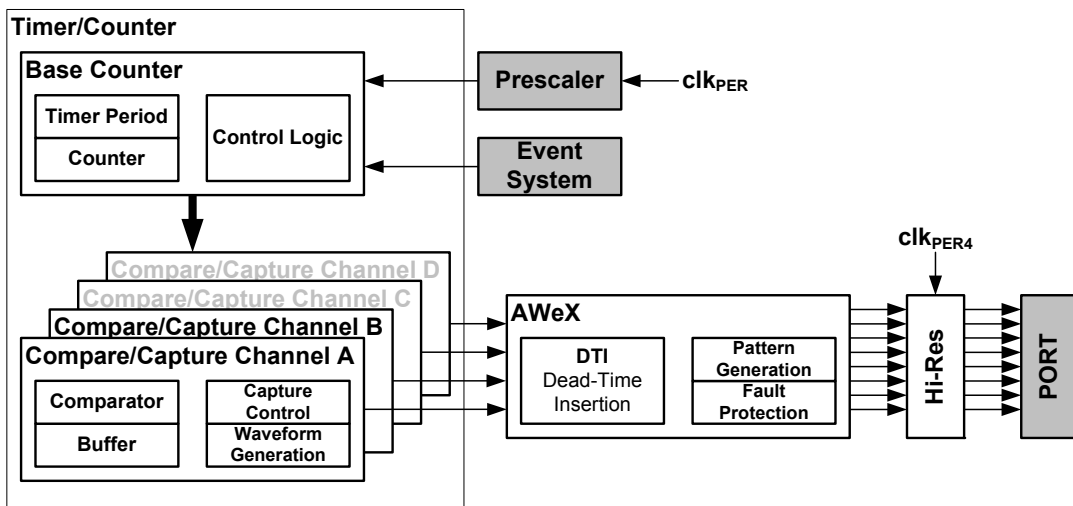 Timer/Counter
Base Counter
Timer Period
Counter
Control Logic
Prescaler
clkPER
Event
System
Compare/Capture Channel D
Compare/Capture Channel C
Compare/Capture Channel B
Compare/Capture Channel A
Comparator
Buffer
Capture
Control
Waveform
Generation
AWeX
DTI
Dead-Time
Insertion
Pattern
Generation
Fault
Protection
clkPER4
Hi-Res
PORT